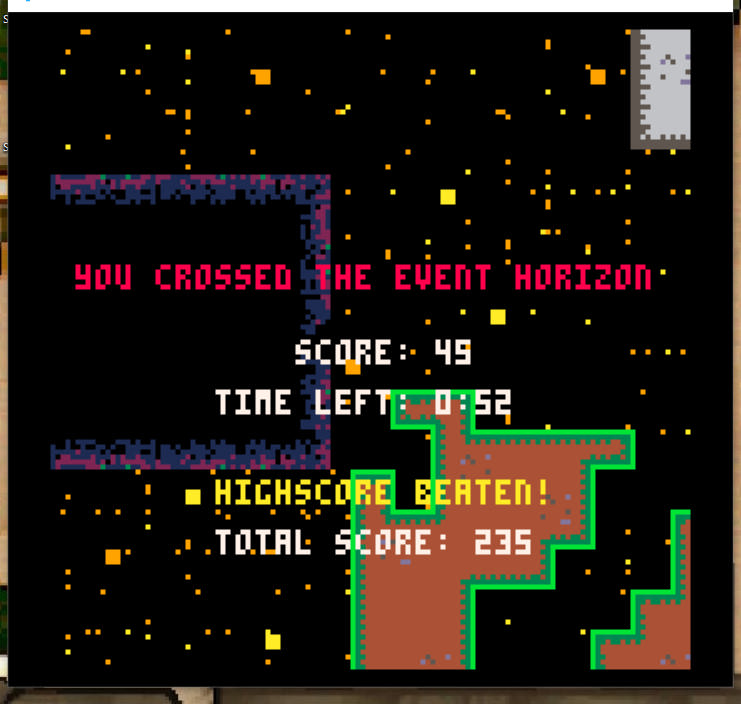 YOU CROSSED THE EVENT HORIZON
SCORE: 49
TIME LEFT: 0:52
HIGHSCORE BEATEN!
TOTAL SCORE: 235